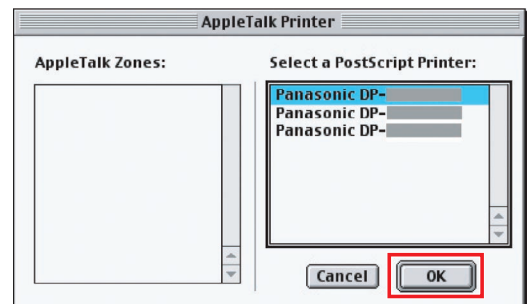 AppleTalk Printer
AppleTalk Zones:
Select a PostScript Printer:
Panasonic DP-
Panasonic DP-
Panasonic DP-
Cancel
OK